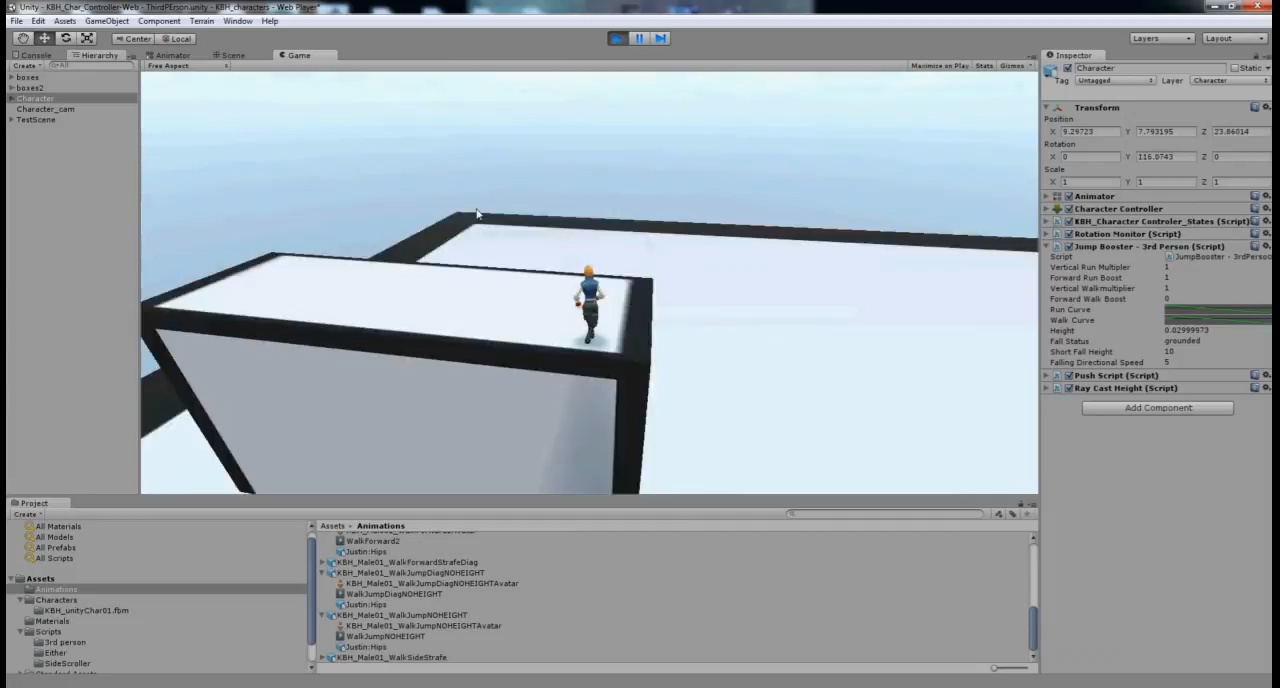 Unity - KBH_Char_Controller-Web - ThirdPErson.unity - KBH_characters - Web Player*
File Edit Assets GameObject Component Terrain Window Help
Center Local Layers Layout
Console Hierarchy Animator Scene Game Inspector
Create All Free Aspect Maximize on Play Stats Gizmos Character Static
Tag Untagged Layer Character
boxes
boxes2
Character
Character_cam
TestScene
Transform
Position
X 9.29723 Y 7.793195 Z 23.86014
Rotation
X 0 Y 116.0743 Z 0
Scale
X 1 Y 1 Z 1
Animator
Character Controller
KBH_Character Controler_States (Script)
Rotation Monitor (Script)
Jump Booster - 3rd Person (Script)
Script JumpBooster - 3rdPerso
Vertical Run Multipler 1
Forward Run Boost 1
Vertical Walkmultiplier 1
Forward Walk Boost 0
Run Curve
Walk Curve
Height 0.02999973
Fall Status grounded
Short Fall Height 10
Falling Directional Speed 5
Push Script (Script)
Ray Cast Height (Script)
Add Component
Project
Create
All Materials
All Models
All Prefabs
All Scripts
Assets
Animations
Characters
KBH_unityChar01.fbm
Materials
Scripts
3rd person
Either
SideScroller
Assets Animations
WalkForward2
Justin:Hips
KBH_Male01_WalkForwardStrafeDiag
KBH_Male01_WalkJumpDiagNOHEIGHT
KBH_Male01_WalkJumpDiagNOHEIGHTAvatar
WalkJumpDiagNOHEIGHT
Justin:Hips
KBH_Male01_WalkJumpNOHEIGHT
KBH_Male01_WalkJumpNOHEIGHTAvatar
WalkJumpNOHEIGHT
Justin:Hips
KBH_Male01_WalkSideStrafe